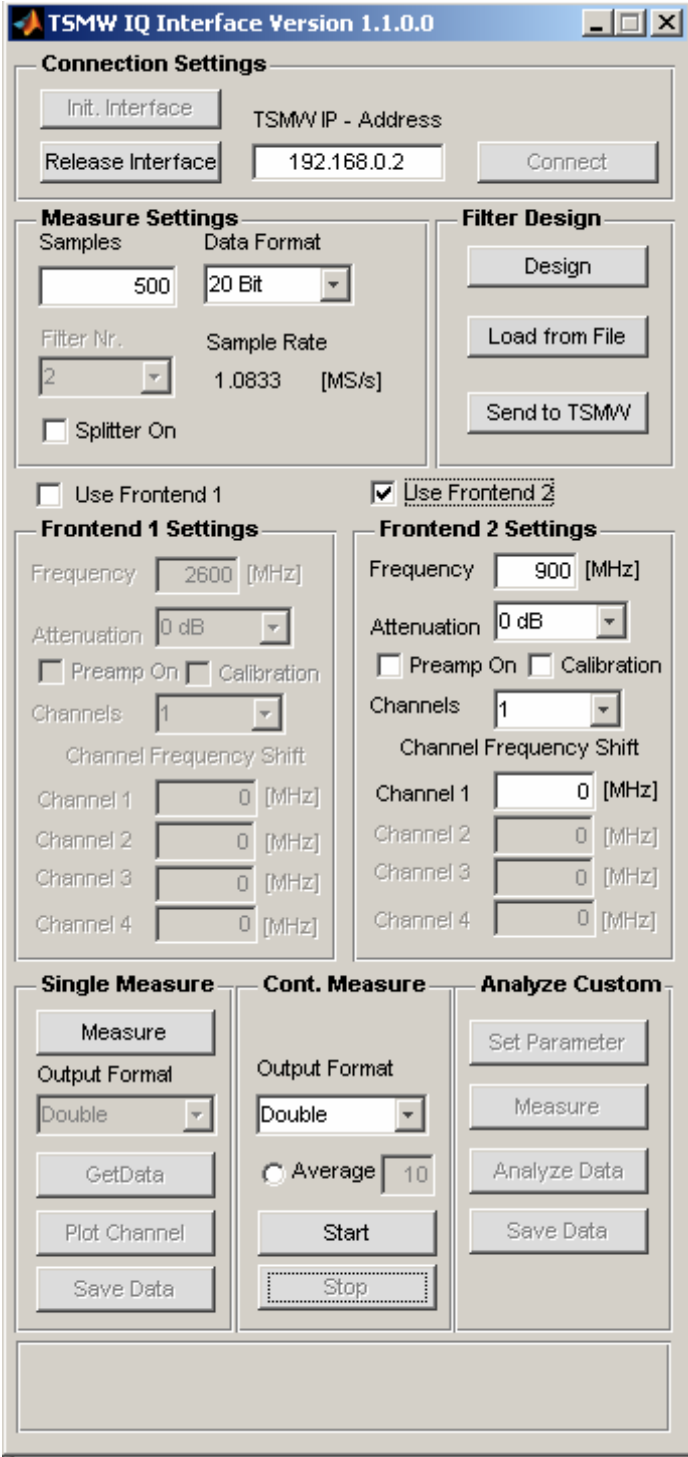 TSMW IQ Interface Version 1.1.0.0
Connection Settings
Init. Interface
TSMW IP - Address
Release Interface
192.168.0.2
Connect
Measure Settings
Samples
Data Format
500
20 Bit
Filter Nr.
Sample Rate
2
1.0833 [MS/s]
Splitter On
Filter Design
Design
Load from File
Send to TSMW
Use Frontend 1
Use Frontend 2
Frontend 1 Settings
Frequency 2600 [MHz]
Attenuation 0 dB
Preamp On Calibration
Channels 1
Channel Frequency Shift
Channel 1 0 [MHz]
Channel 2 0 [MHz]
Channel 3 0 [MHz]
Channel 4 0 [MHz]
Frontend 2 Settings
Frequency 900 [MHz]
Attenuation 0 dB
Preamp On Calibration
Channels 1
Channel Frequency Shift
Channel 1 0 [MHz]
Channel 2 0 [MHz]
Channel 3 0 [MHz]
Channel 4 0 [MHz]
Single Measure
Measure
Output Format
Double
GetData
Plot Channel
Save Data
Cont. Measure
Output Format
Double
Average 10
Start
Stop
Analyze Custom
Set Parameter
Measure
Analyze Data
Save Data